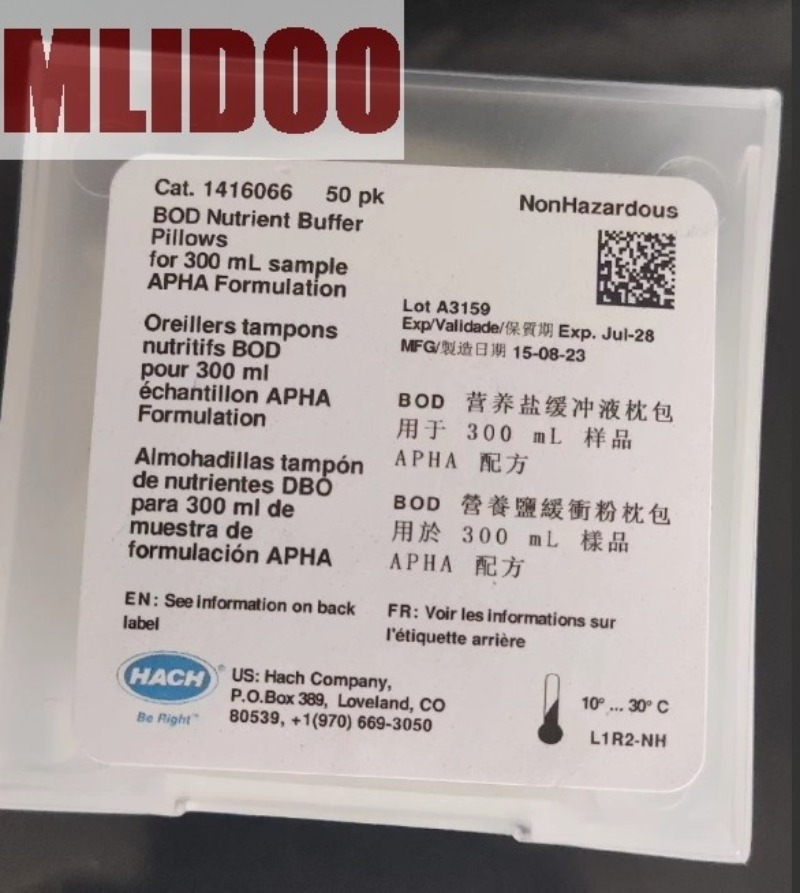 MLIDOO
Cat. 1416066 50 pk
BOD Nutrient Buffer
Pillows
for 300 mL sample
APHA Formulation
Oreillers tampons
nutritifs BOD
pour 300 ml
échantillon APHA
Formulation
Almohadillas tampón
de nutrientes DBO
para 300 ml de
muestra de
formulación APHA
NonHazardous
Lot A3159
Exp/Validade/保質期 Exp. Jul-28
MFG/製造日期 15-08-23
BOD 营养盐缓冲液枕包
用于 300 mL 样品
APHA 配方
BOD 營養鹽緩衝粉枕包
用於 300 mL 樣品
APHA 配方
EN: See information on back
label
FR: Voir les informations sur
l'étiquette arrière
HACH®
Be Right™
US: Hach Company,
P.O.Box 389, Loveland, CO
80539, +1(970) 669-3050
10° ... 30° C
L1R2-NH